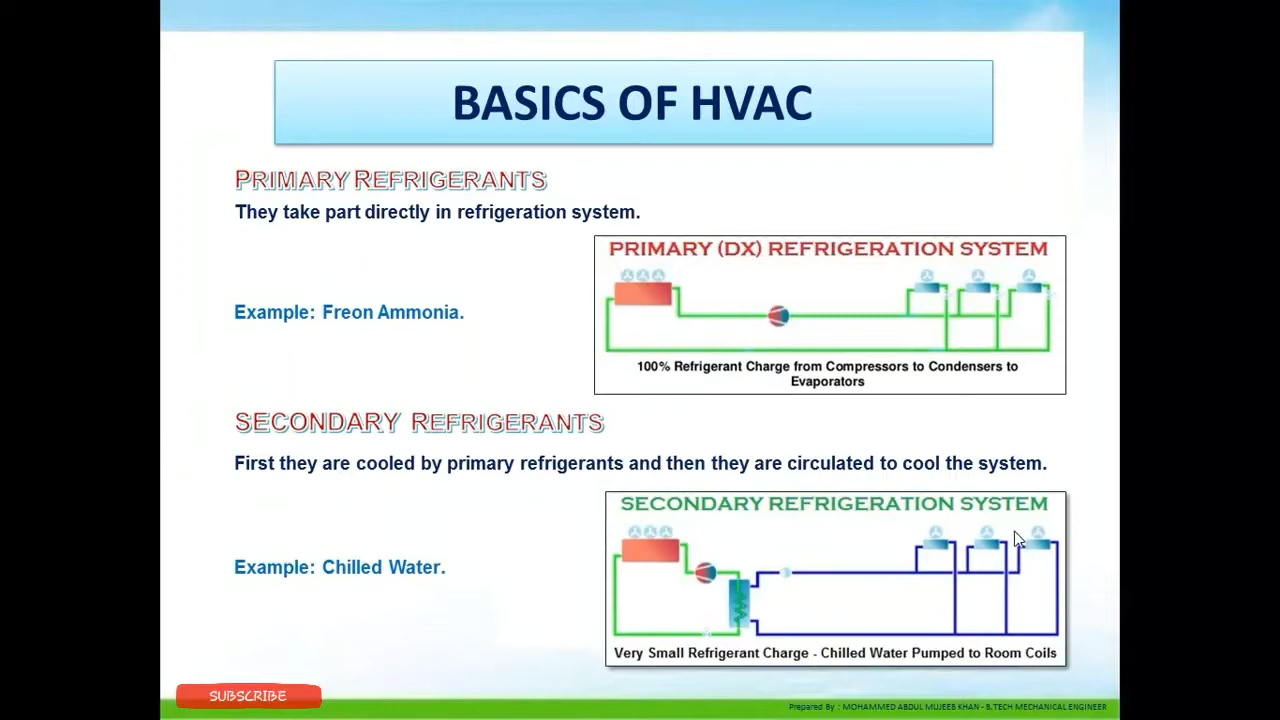 BASICS OF HVAC
PRIMARY REFRIGERANTS
They take part directly in refrigeration system.
PRIMARY (DX) REFRIGERATION SYSTEM
Example: Freon Ammonia.
100% Refrigerant Charge from Compressors to Condensers to
Evaporators
SECONDARY REFRIGERANTS
First they are cooled by primary refrigerants and then they are circulated to cool the system.
SECONDARY REFRIGERATION SYSTEM
Example: Chilled Water.
Very Small Refrigerant Charge - Chilled Water Pumped to Room Coils
SUBSCRIBE
Prepared By : MOHAMMED ABDUL MUJEEB KHAN - B.TECH MECHANICAL ENGINEER